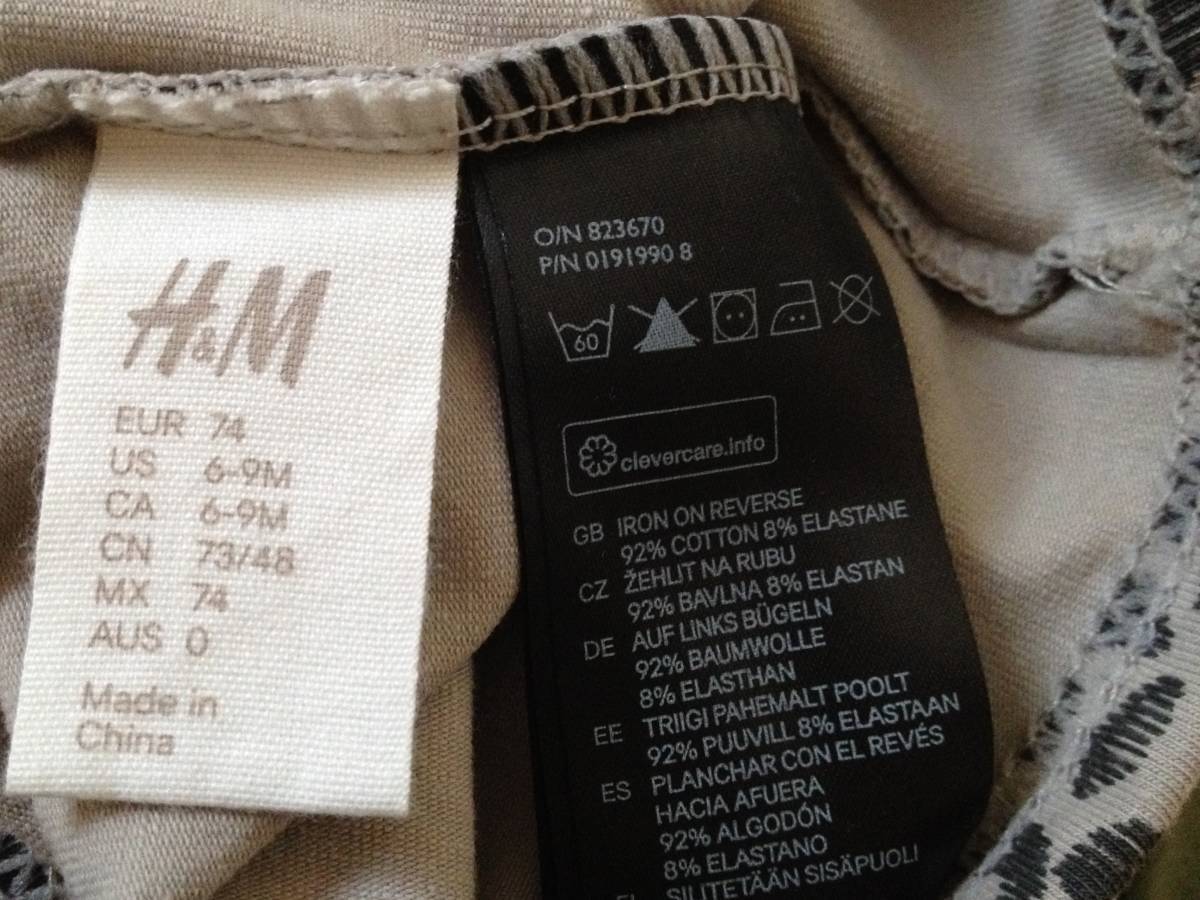 H&M
EUR 74
US 6-9M
CA 6-9M
CN 73/48
MX 74
AUS 0
Made in
China
O/N 823670
P/N 0191990 8
60
clevercare.info
GB IRON ON REVERSE
92% COTTON 8% ELASTANE
CZ ŽEHLIT NA RUBU
92% BAVLNA 8% ELASTAN
DE AUF LINKS BÜGELN
92% BAUMWOLLE
8% ELASTHAN
EE TRIIGI PAHEMALT POOLT
92% PUUVILL 8% ELASTAAN
ES PLANCHAR CON EL REVÉS
HACIA AFUERA
92% ALGODÓN
8% ELASTANO
SILITETÄÄN SISÄPUOLI